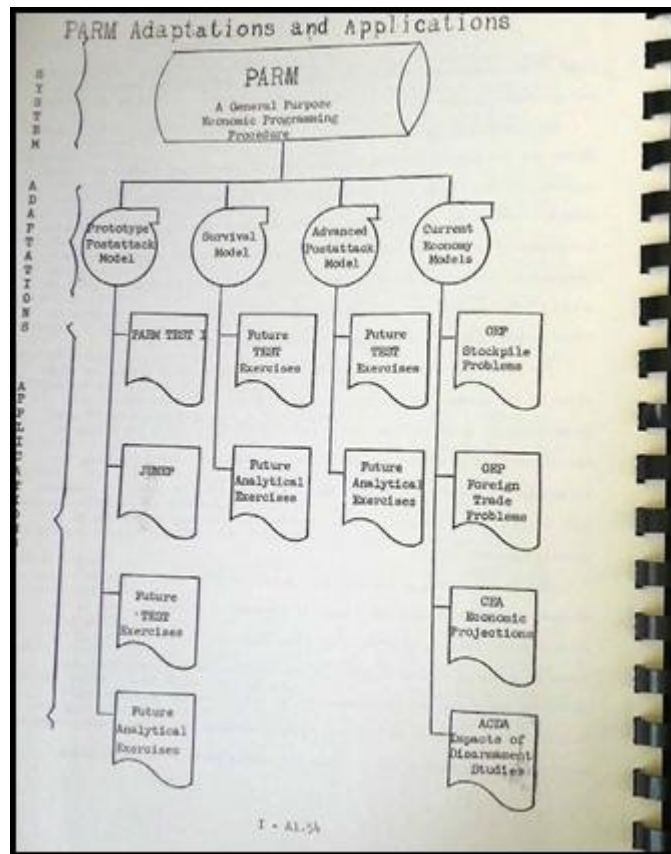 PARM Adaptations and Applications
SYSTEM
PARM
A General Purpose
Economic Programming
Procedure
ADAPTATIONS
Prototype
Postattack
Model
Survival
Model
Advanced
Postattack
Model
Current
Economy
Models
APPLICATIONS
PARM TEST I
Future
TEST
Exercises
Future
TEST
Exercises
OEP
Stockpile
Problems
Future
Analytical
Exercises
Future
Analytical
Exercises
OEP
Foreign
Trade
Problems
Future
TEST
Exercises
CEA
Economic
Projections
Future
Analytical
Exercises
ACDA
Impacts of
Disarmament
Studies
I - A1.54